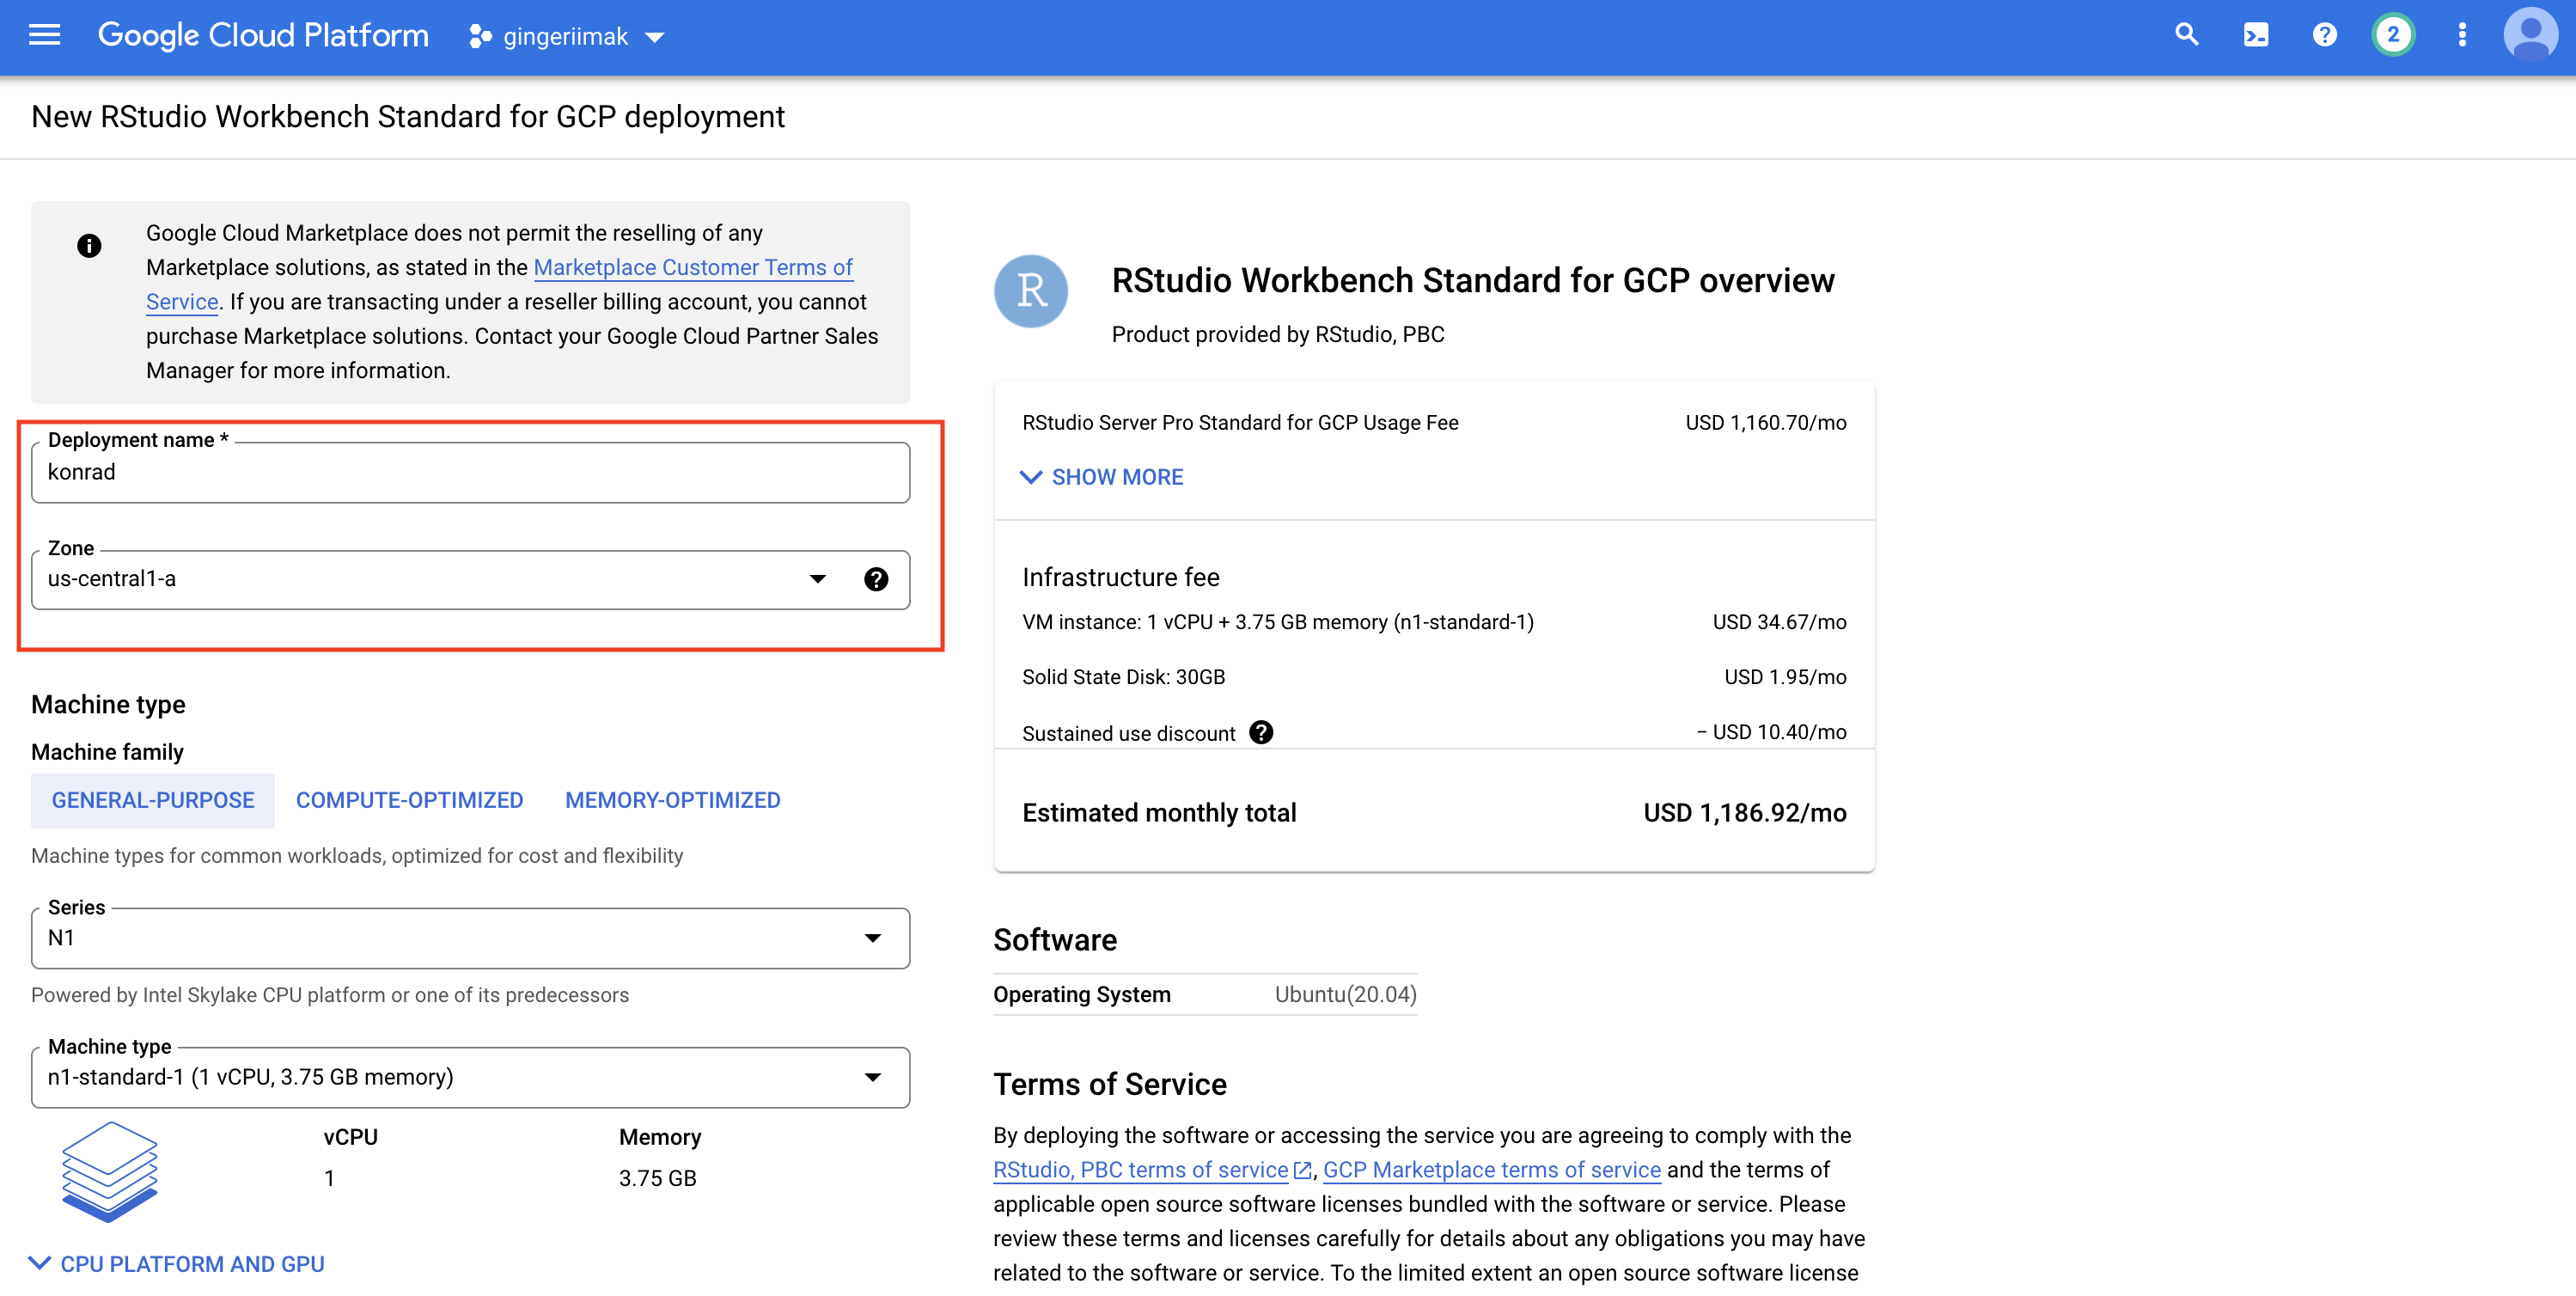 Google Cloud Platform
gingeriimak
2
New RStudio Workbench Standard for GCP deployment
Google Cloud Marketplace does not permit the reselling of any
Marketplace solutions, as stated in the Marketplace Customer Terms of
Service. If you are transacting under a reseller billing account, you cannot
purchase Marketplace solutions. Contact your Google Cloud Partner Sales
Manager for more information.
Deployment name *
konrad
Zone
us-central1-a
Machine type
Machine family
GENERAL-PURPOSE COMPUTE-OPTIMIZED MEMORY-OPTIMIZED
Machine types for common workloads, optimized for cost and flexibility
Series
N1
Powered by Intel Skylake CPU platform or one of its predecessors
Machine type
n1-standard-1 (1 vCPU, 3.75 GB memory)
vCPU Memory
1 3.75 GB
CPU PLATFORM AND GPU
R
RStudio Workbench Standard for GCP overview
Product provided by RStudio, PBC
RStudio Server Pro Standard for GCP Usage Fee USD 1,160.70/mo
SHOW MORE
Infrastructure fee
VM instance: 1 vCPU + 3.75 GB memory (n1-standard-1) USD 34.67/mo
Solid State Disk: 30GB USD 1.95/mo
Sustained use discount ? − USD 10.40/mo
Estimated monthly total USD 1,186.92/mo
Software
Operating System Ubuntu(20.04)
Terms of Service
By deploying the software or accessing the service you are agreeing to comply with the
RStudio, PBC terms of service, GCP Marketplace terms of service and the terms of
applicable open source software licenses bundled with the software or service. Please
review these terms and licenses carefully for details about any obligations you may have
related to the software or service. To the limited extent an open source software license